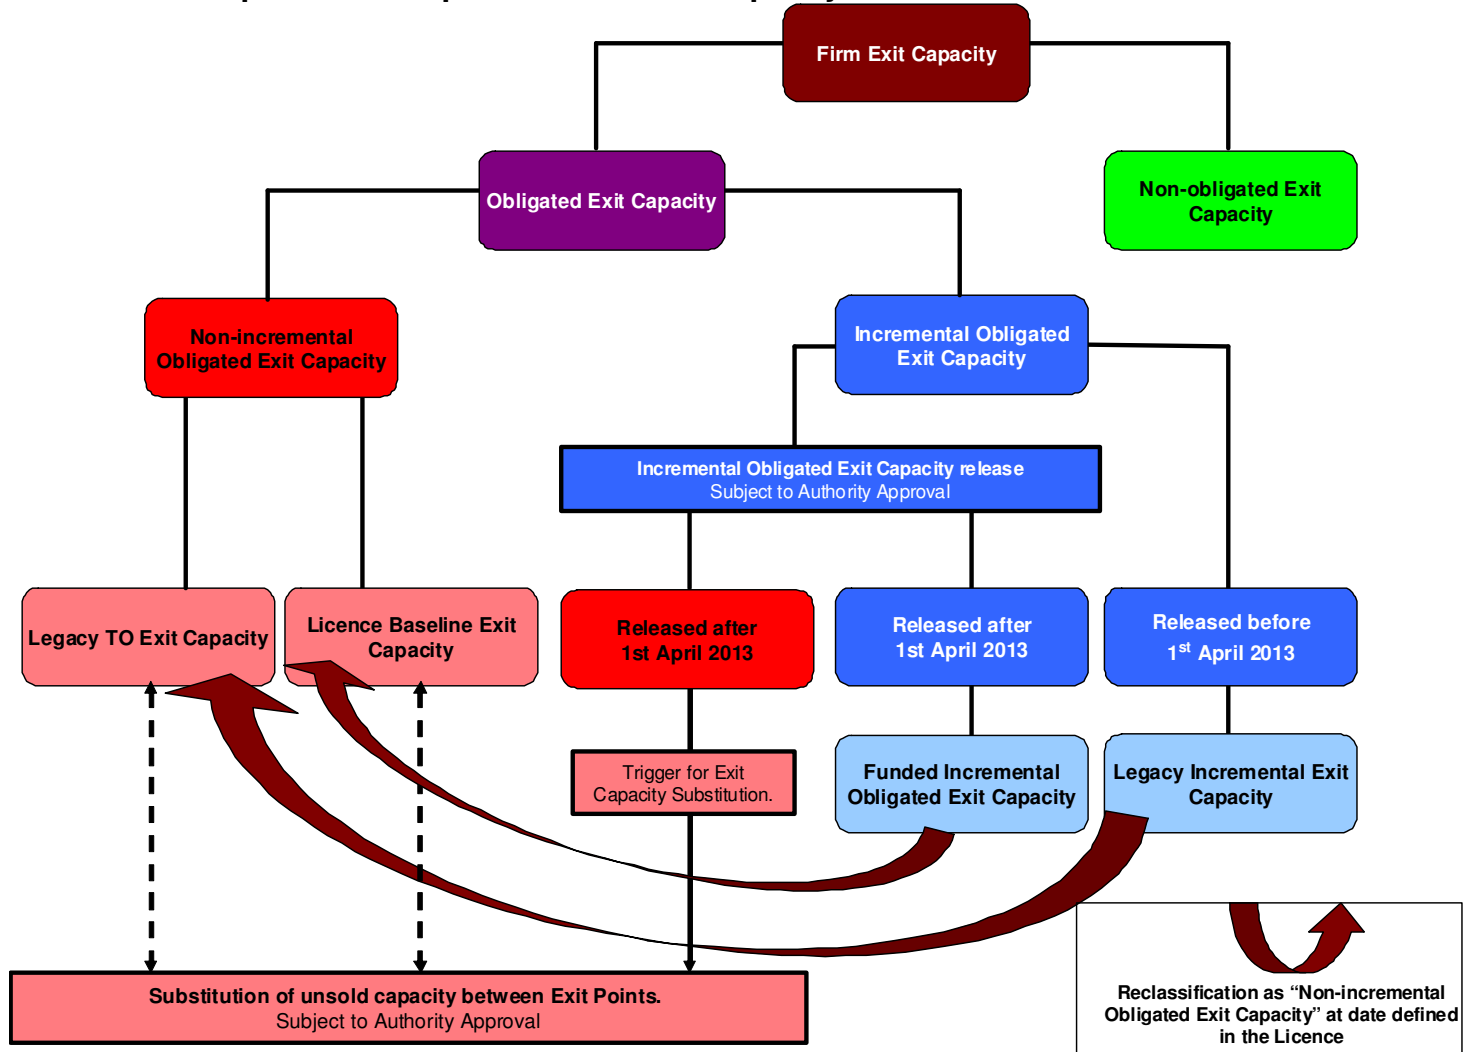 Firm Exit Capacity
Obligated Exit Capacity
Non-obligated Exit
Capacity
Non-incremental
Obligated Exit Capacity
Incremental Obligated
Exit Capacity
Incremental Obligated Exit Capacity release
Subject to Authority Approval
Legacy TO Exit Capacity
Licence Baseline Exit
Capacity
Released after
1st April 2013
Released after
1st April 2013
Released before
1st April 2013
Trigger for Exit
Capacity Substitution.
Funded Incremental
Obligated Exit Capacity
Legacy Incremental Exit
Capacity
Substitution of unsold capacity between Exit Points.
Subject to Authority Approval
Reclassification as “Non-incremental
Obligated Exit Capacity” at date defined
in the Licence